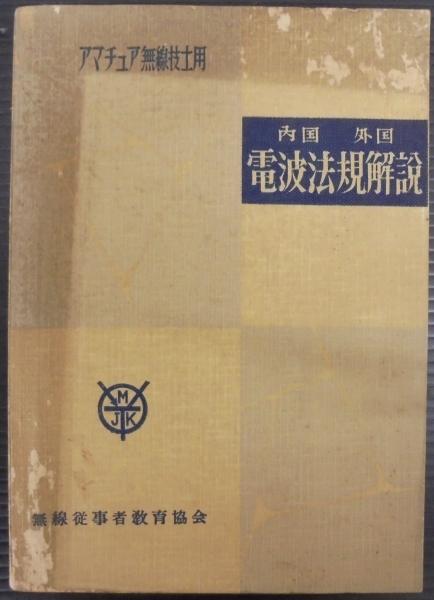 アマチュア無線技士用
内国 外国
電波法規解説
M
JK
無線従事者教育協会